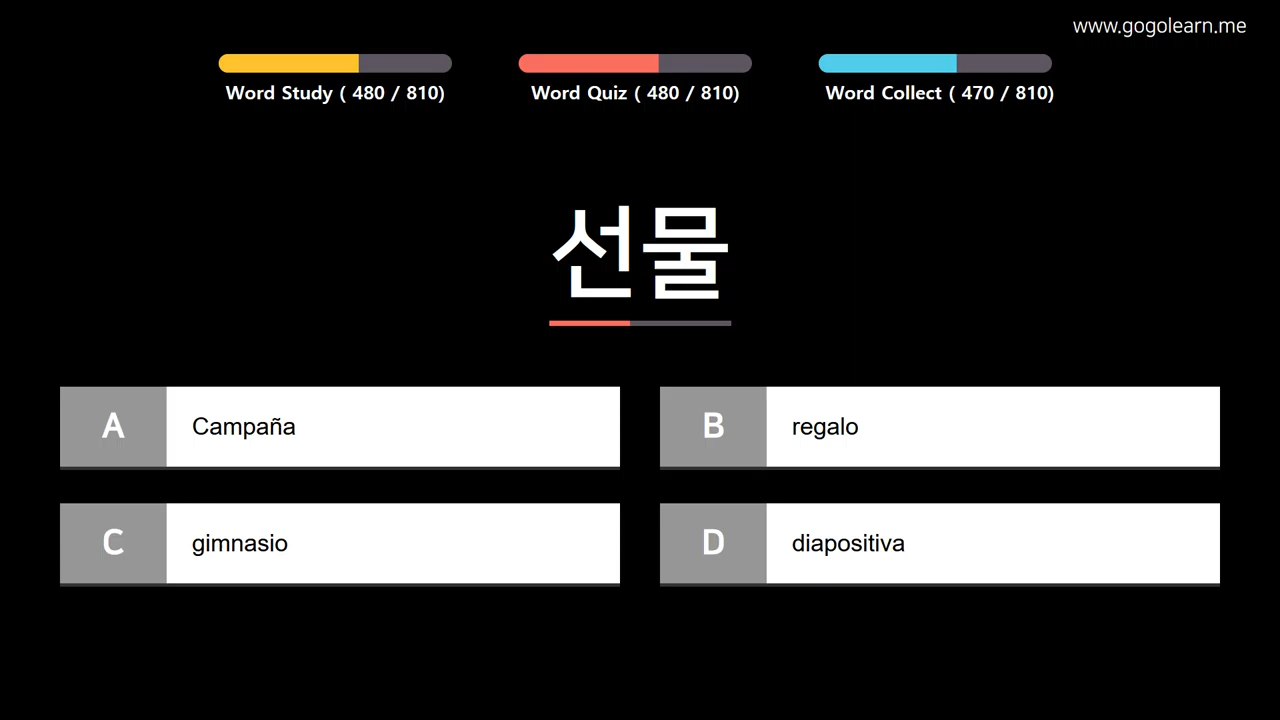 www.gogolearn.me
Word Study ( 480 / 810)
Word Quiz ( 480 / 810)
Word Collect ( 470 / 810)
선물
A
Campaña
B
regalo
C
gimnasio
D
diapositiva